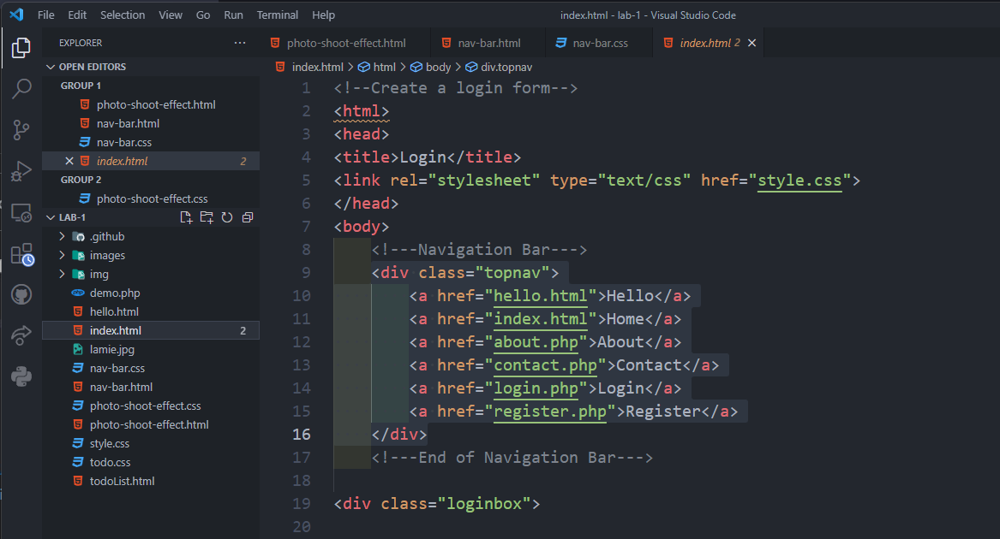 File Edit Selection View Go Run Terminal Help index.html - lab-1 - Visual Studio Code
EXPLORER ···
OPEN EDITORS
GROUP 1
photo-shoot-effect.html
nav-bar.html
nav-bar.css
index.html 2
GROUP 2
photo-shoot-effect.css
LAB-1
.github
images
img
demo.php
hello.html
index.html 2
lamie.jpg
nav-bar.css
nav-bar.html
photo-shoot-effect.css
photo-shoot-effect.html
style.css
todo.css
todoList.html
photo-shoot-effect.html nav-bar.html nav-bar.css index.html 2
index.html > html > body > div.topnav
1 <!--Create a login form-->
2 <html>
3 <head>
4 <title>Login</title>
5 <link rel="stylesheet" type="text/css" href="style.css">
6 </head>
7 <body>
8 <!---Navigation Bar--->
9 <div class="topnav">
10 <a href="hello.html">Hello</a>
11 <a href="index.html">Home</a>
12 <a href="about.php">About</a>
13 <a href="contact.php">Contact</a>
14 <a href="login.php">Login</a>
15 <a href="register.php">Register</a>
16 </div>
17 <!---End of Navigation Bar--->
18
19 <div class="loginbox">
20